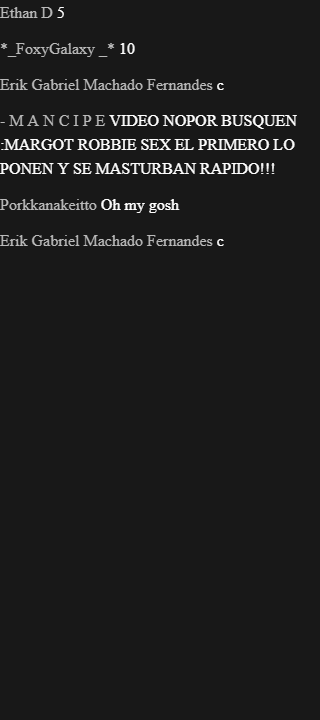 Ethan D 5
*_FoxyGalaxy _* 10
Erik Gabriel Machado Fernandes c
- M A N C I P E VIDEO NOPOR BUSQUEN
:MARGOT ROBBIE SEX EL PRIMERO LO
PONEN Y SE MASTURBAN RAPIDO!!!
Porkkanakeitto Oh my gosh
Erik Gabriel Machado Fernandes c